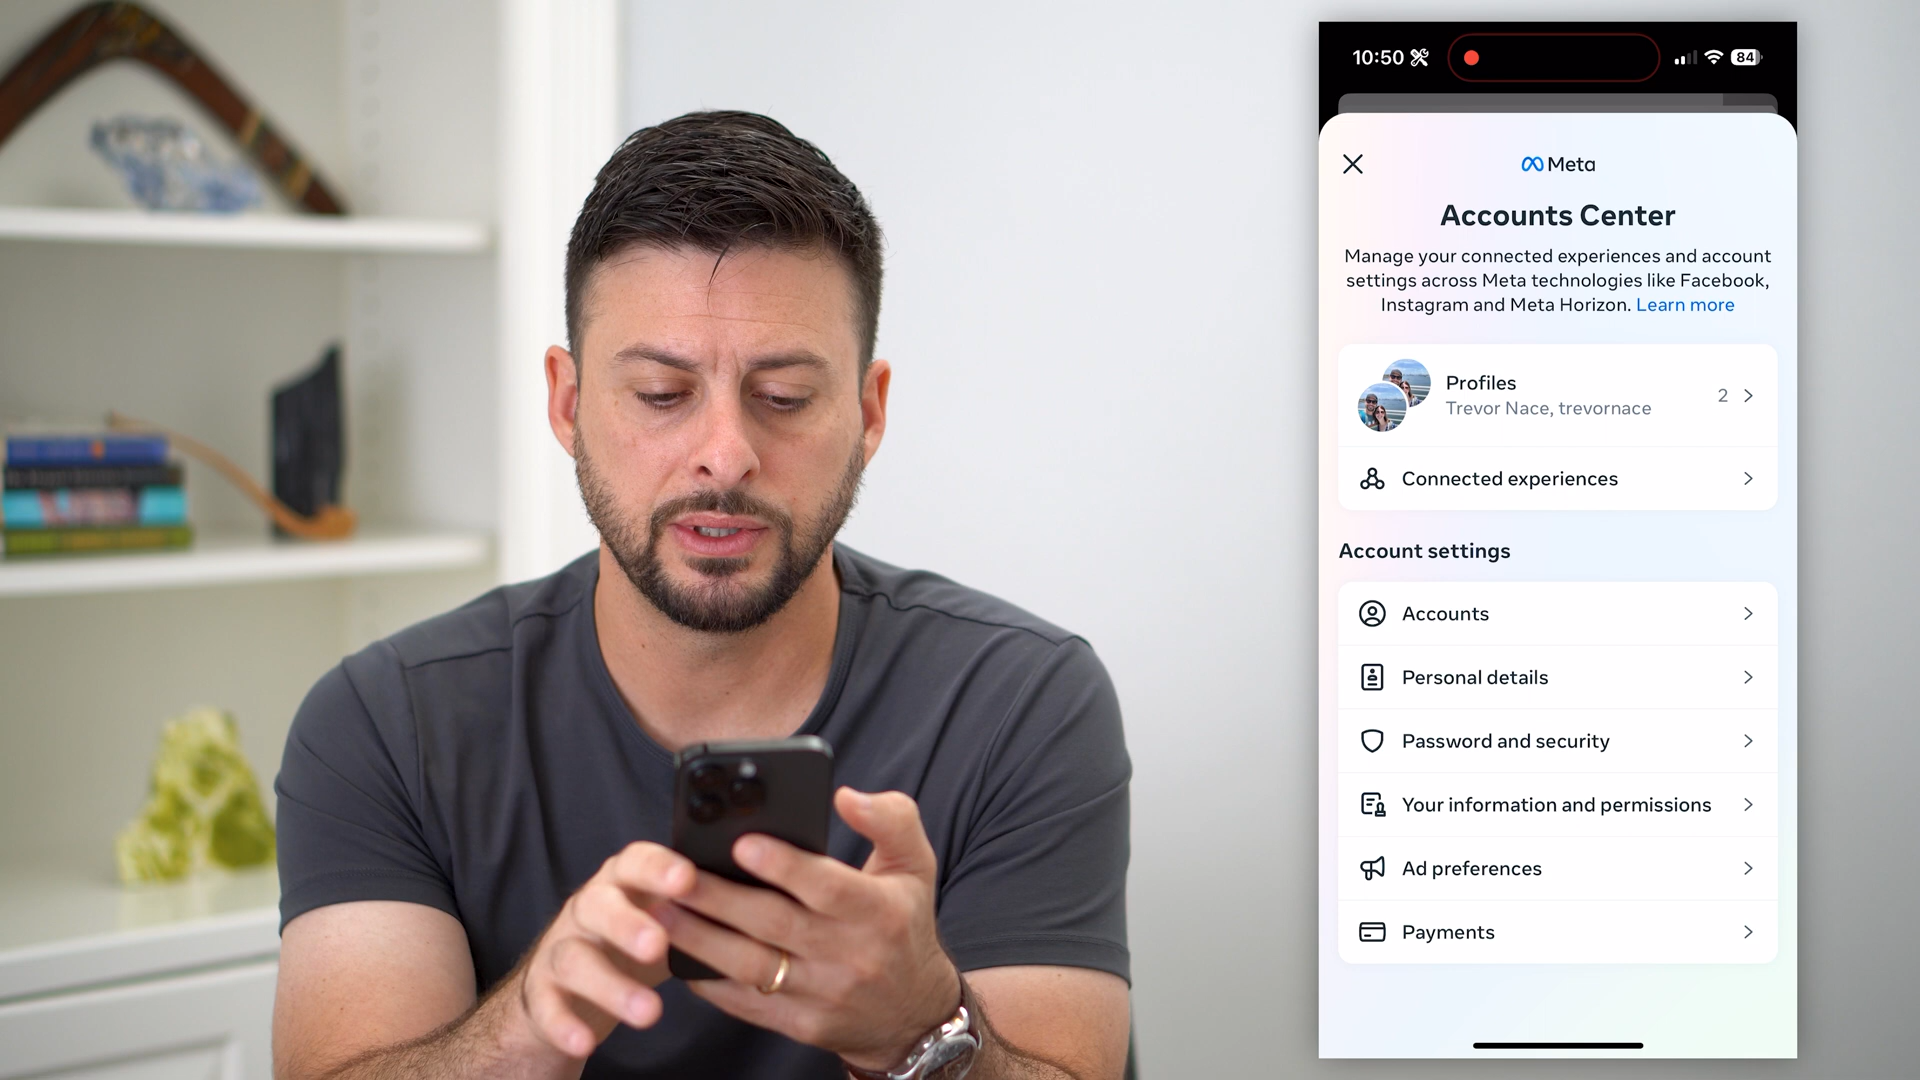 10:50
84
Meta
Accounts Center
Manage your connected experiences and account
settings across Meta technologies like Facebook,
Instagram and Meta Horizon. Learn more
Profiles
Trevor Nace, trevornace
2
Connected experiences
Account settings
Accounts
Personal details
Password and security
Your information and permissions
Ad preferences
Payments